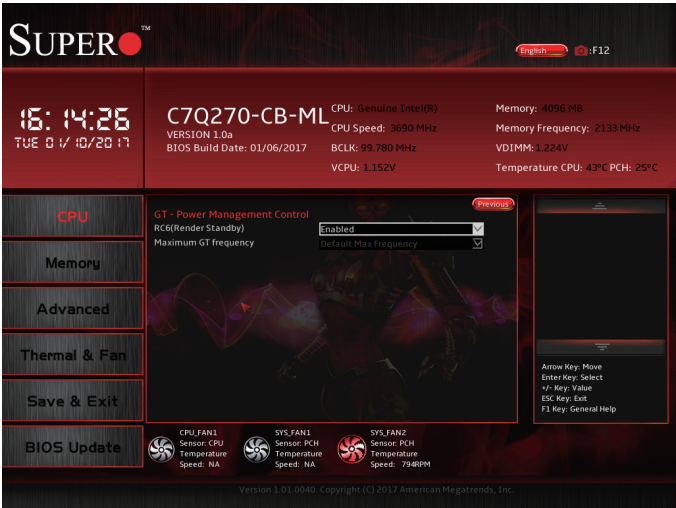 SUPER TM
English :F12
16:14:26
TUE 01/10/2017
C7Q270-CB-ML
VERSION 1.0a
BIOS Build Date: 01/06/2017
CPU: Genuine Intel(R)
CPU Speed: 3690 MHz
BCLK: 99.780 MHz
VCPU: 1.152V
Memory: 4096 MB
Memory Frequency: 2133 MHz
VDIMM: 1.224V
Temperature CPU: 43°C PCH: 25°C
CPU
Memory
Advanced
Thermal & Fan
Save & Exit
BIOS Update
Previous
GT - Power Management Control
RC6(Render Standby) Enabled
Maximum GT frequency Default Max Frequency
Arrow Key: Move
Enter Key: Select
+/- Key: Value
ESC Key: Exit
F1 Key: General Help
CPU_FAN1
Sensor: CPU
Temperature
Speed: NA
SYS_FAN1
Sensor: PCH
Temperature
Speed: NA
SYS_FAN2
Sensor: PCH
Temperature
Speed: 794RPM
Version 1.01.0040. Copyright (C) 2017 American Megatrends, Inc.